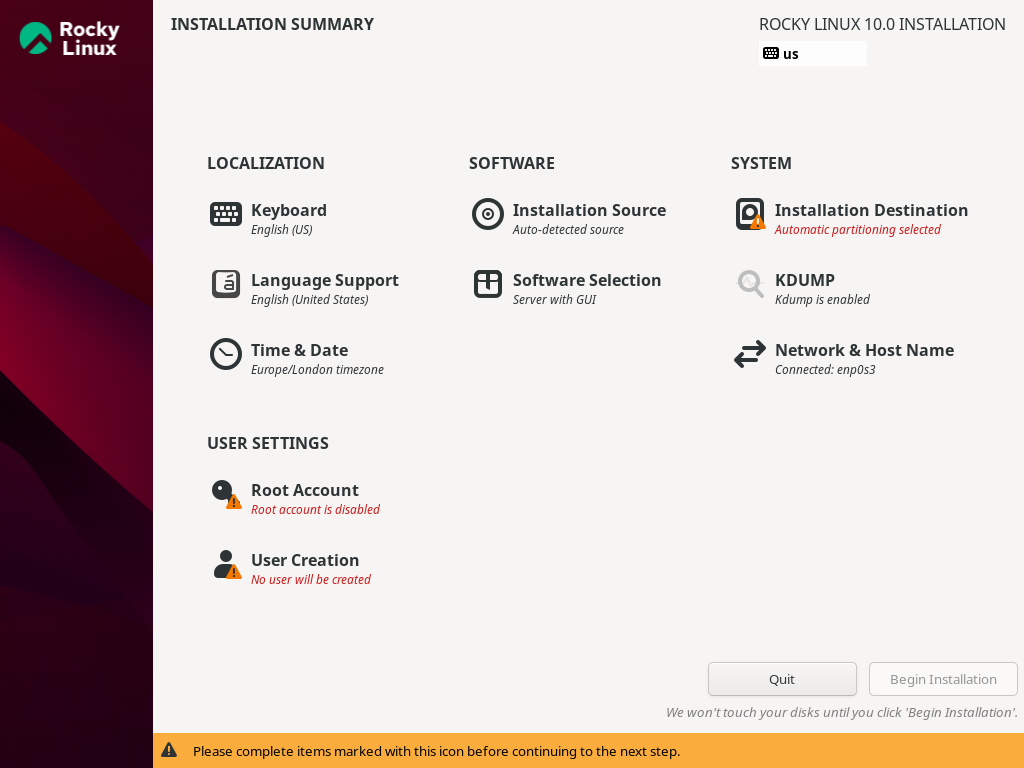 Rocky
Linux
INSTALLATION SUMMARY
ROCKY LINUX 10.0 INSTALLATION
us
LOCALIZATION
Keyboard
English (US)
Language Support
English (United States)
Time & Date
Europe/London timezone
SOFTWARE
Installation Source
Auto-detected source
Software Selection
Server with GUI
SYSTEM
Installation Destination
Automatic partitioning selected
KDUMP
Kdump is enabled
Network & Host Name
Connected: enp0s3
USER SETTINGS
Root Account
Root account is disabled
User Creation
No user will be created
Quit
Begin Installation
We won't touch your disks until you click 'Begin Installation'.
Please complete items marked with this icon before continuing to the next step.